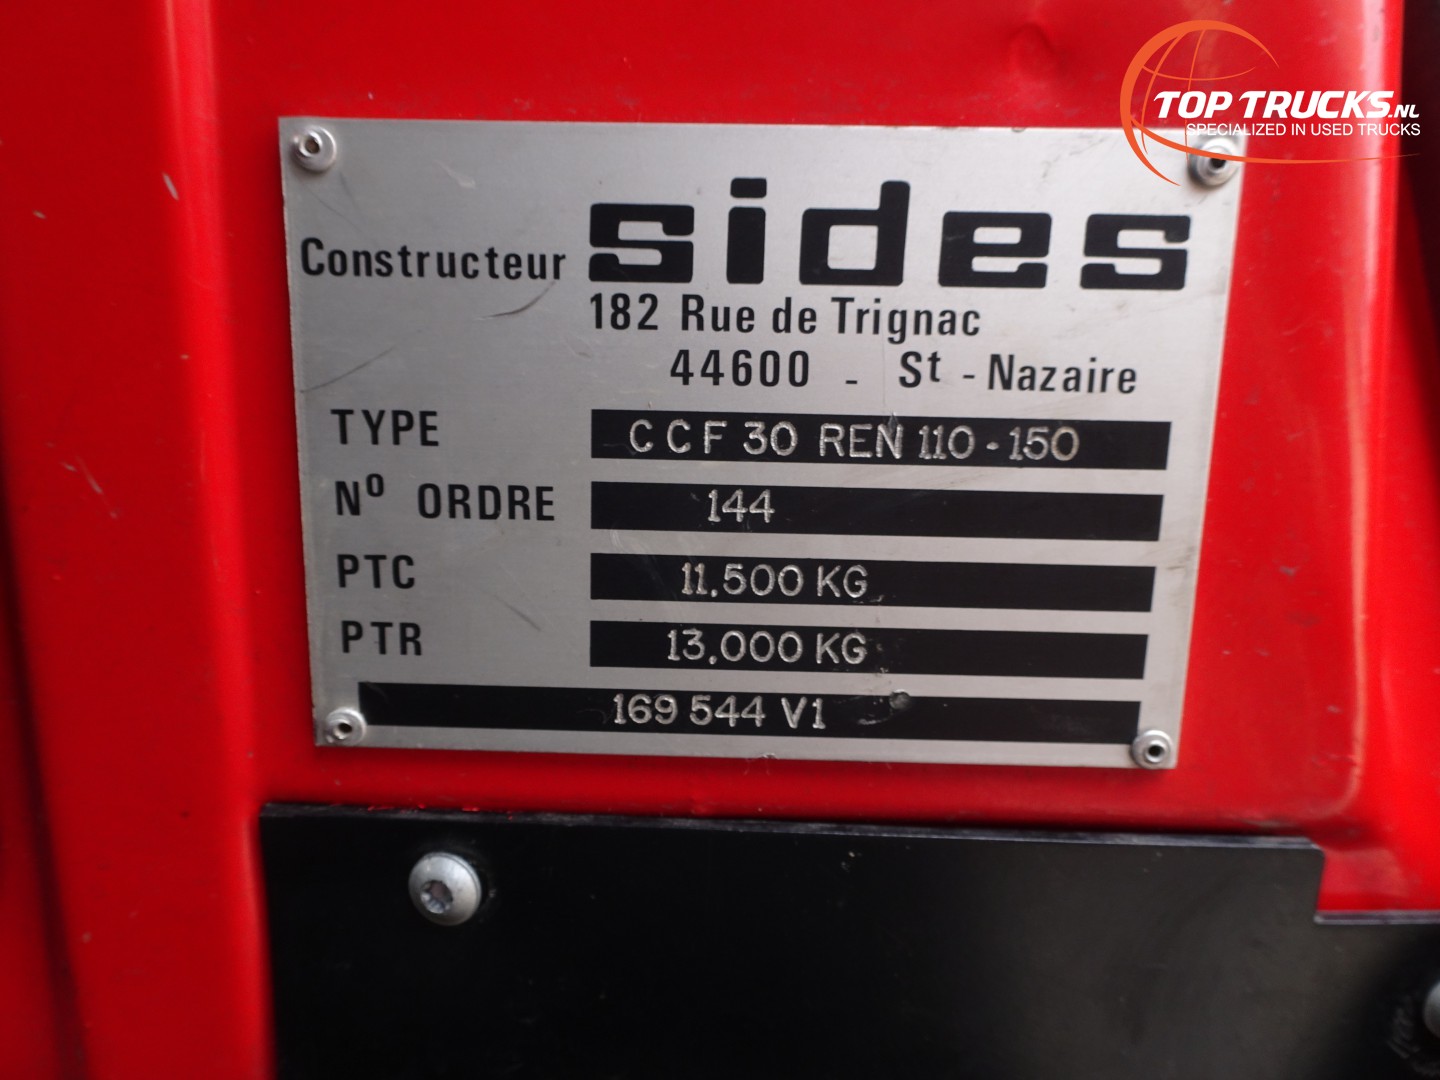 TOP TRUCKS.NL
SPECIALIZED IN USED TRUCKS
Constructeur sides
182 Rue de Trignac
44600 - St - Nazaire
TYPE CCF 30 REN 110-150
Nº ORDRE 144
PTC 11.500 KG
PTR 13.000 KG
169 544 V1